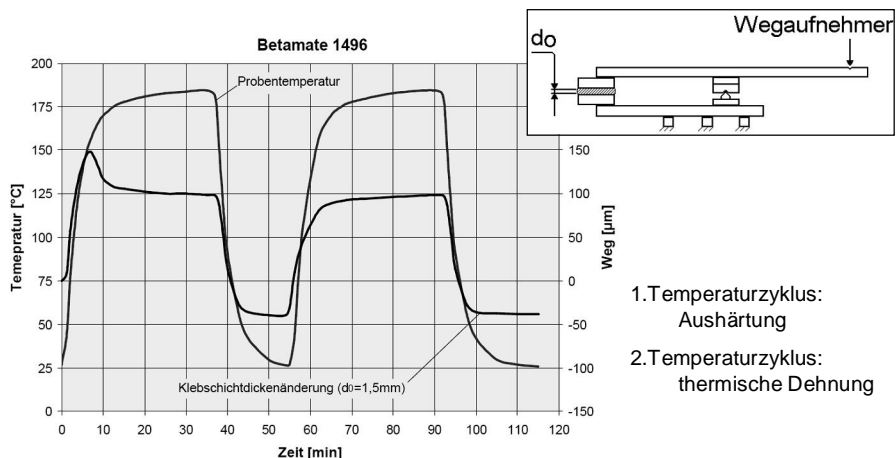 Betamate 1496
do
Wegaufnehmer
Temepratur [°C]
200
175
150
125
100
75
50
25
0
Probentemperatur
Klebschichtdickenänderung (d0=1,5mm)
150
100
50
0
-50
-100
-150
Weg [µm]
0 10 20 30 40 50 60 70 80 90 100 110 120
Zeit [min]
1.Temperaturzyklus:
Aushärtung
2.Temperaturzyklus:
thermische Dehnung